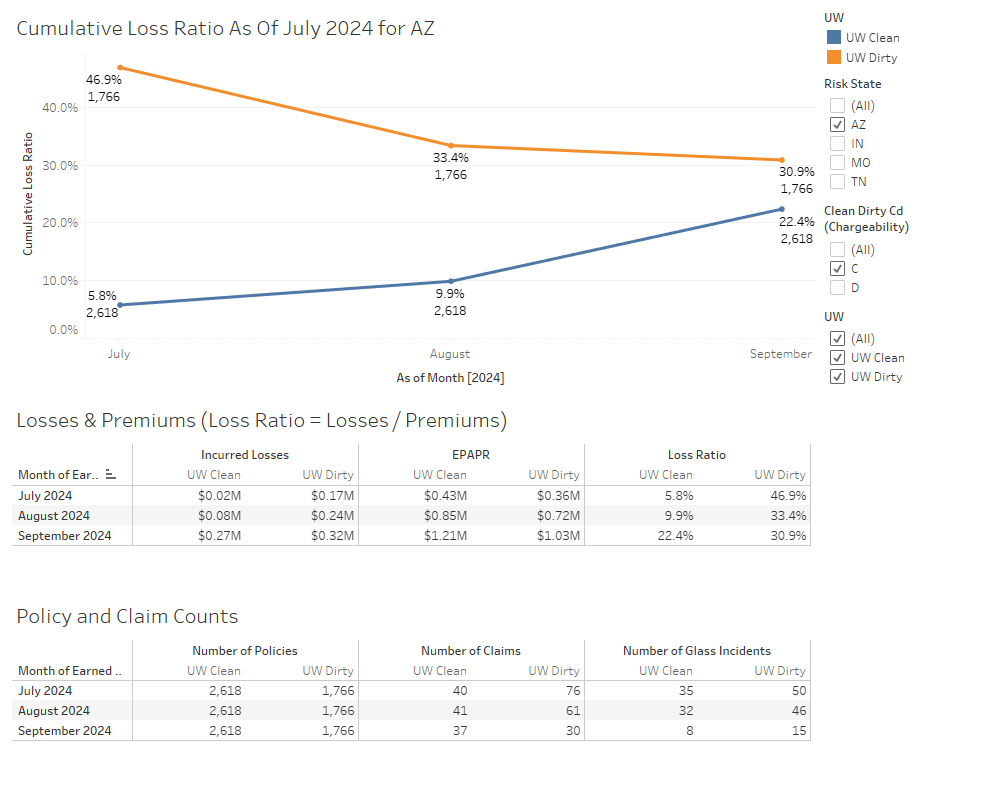 Cumulative Loss Ratio As Of July 2024 for AZ
46.9%
1,766
33.4%
1,766
30.9%
1,766
22.4%
2,618
9.9%
2,618
5.8%
2,618
40.0%
30.0%
20.0%
10.0%
0.0%
Cumulative Loss Ratio
July August September
As of Month [2024]
UW
UW Clean
UW Dirty
Risk State
(All)
AZ
IN
MO
TN
Clean Dirty Cd
(Chargeability)
(All)
C
D
UW
(All)
UW Clean
UW Dirty
Losses & Premiums (Loss Ratio = Losses / Premiums)
Incurred Losses EPAPR Loss Ratio
Month of Ear.. UW Clean UW Dirty UW Clean UW Dirty UW Clean UW Dirty
July 2024 $0.02M $0.17M $0.43M $0.36M 5.8% 46.9%
August 2024 $0.08M $0.24M $0.85M $0.72M 9.9% 33.4%
September 2024 $0.27M $0.32M $1.21M $1.03M 22.4% 30.9%
Policy and Claim Counts
Number of Policies Number of Claims Number of Glass Incidents
Month of Earned .. UW Clean UW Dirty UW Clean UW Dirty UW Clean UW Dirty
July 2024 2,618 1,766 40 76 35 50
August 2024 2,618 1,766 41 61 32 46
September 2024 2,618 1,766 37 30 8 15